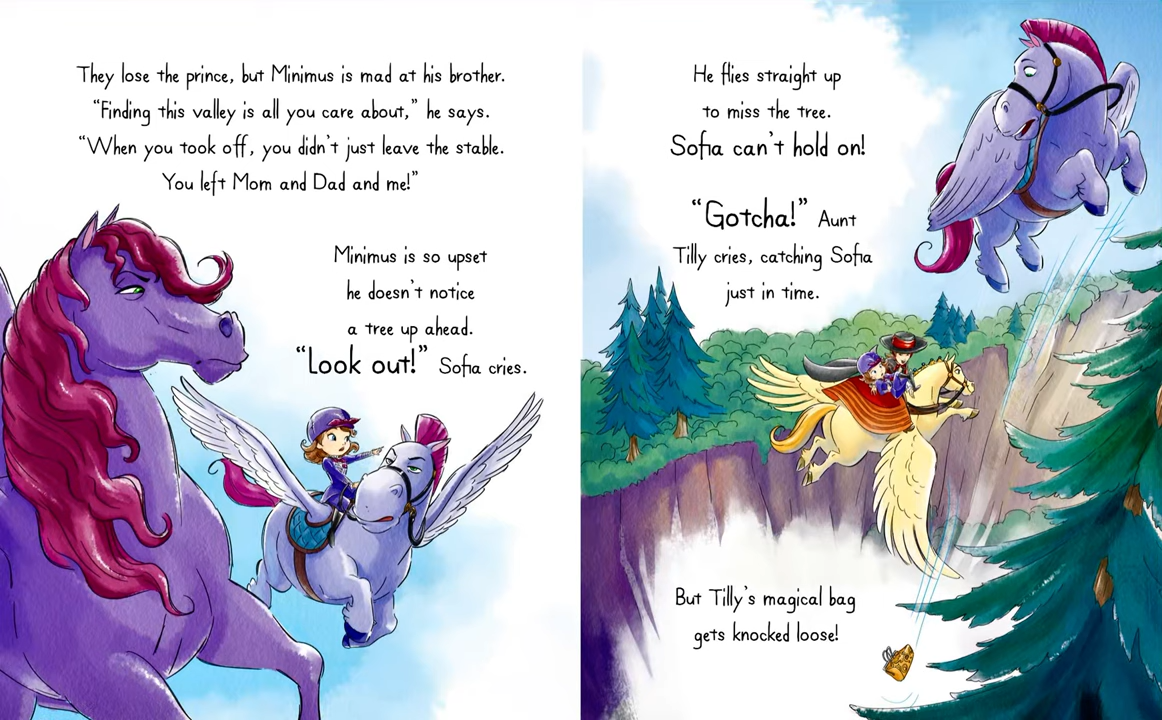 They lose the prince, but Minimus is mad at his brother.
“Finding this valley is all you care about,” he says.
“When you took off, you didn't just leave the stable.
You left Mom and Dad and me!”
Minimus is so upset
he doesn't notice
a tree up ahead.
“Look out!” Sofia cries.
He flies straight up
to miss the tree.
Sofia can't hold on!
“Gotcha!” Aunt
Tilly cries, catching Sofia
just in time.
But Tilly's magical bag
gets knocked loose!